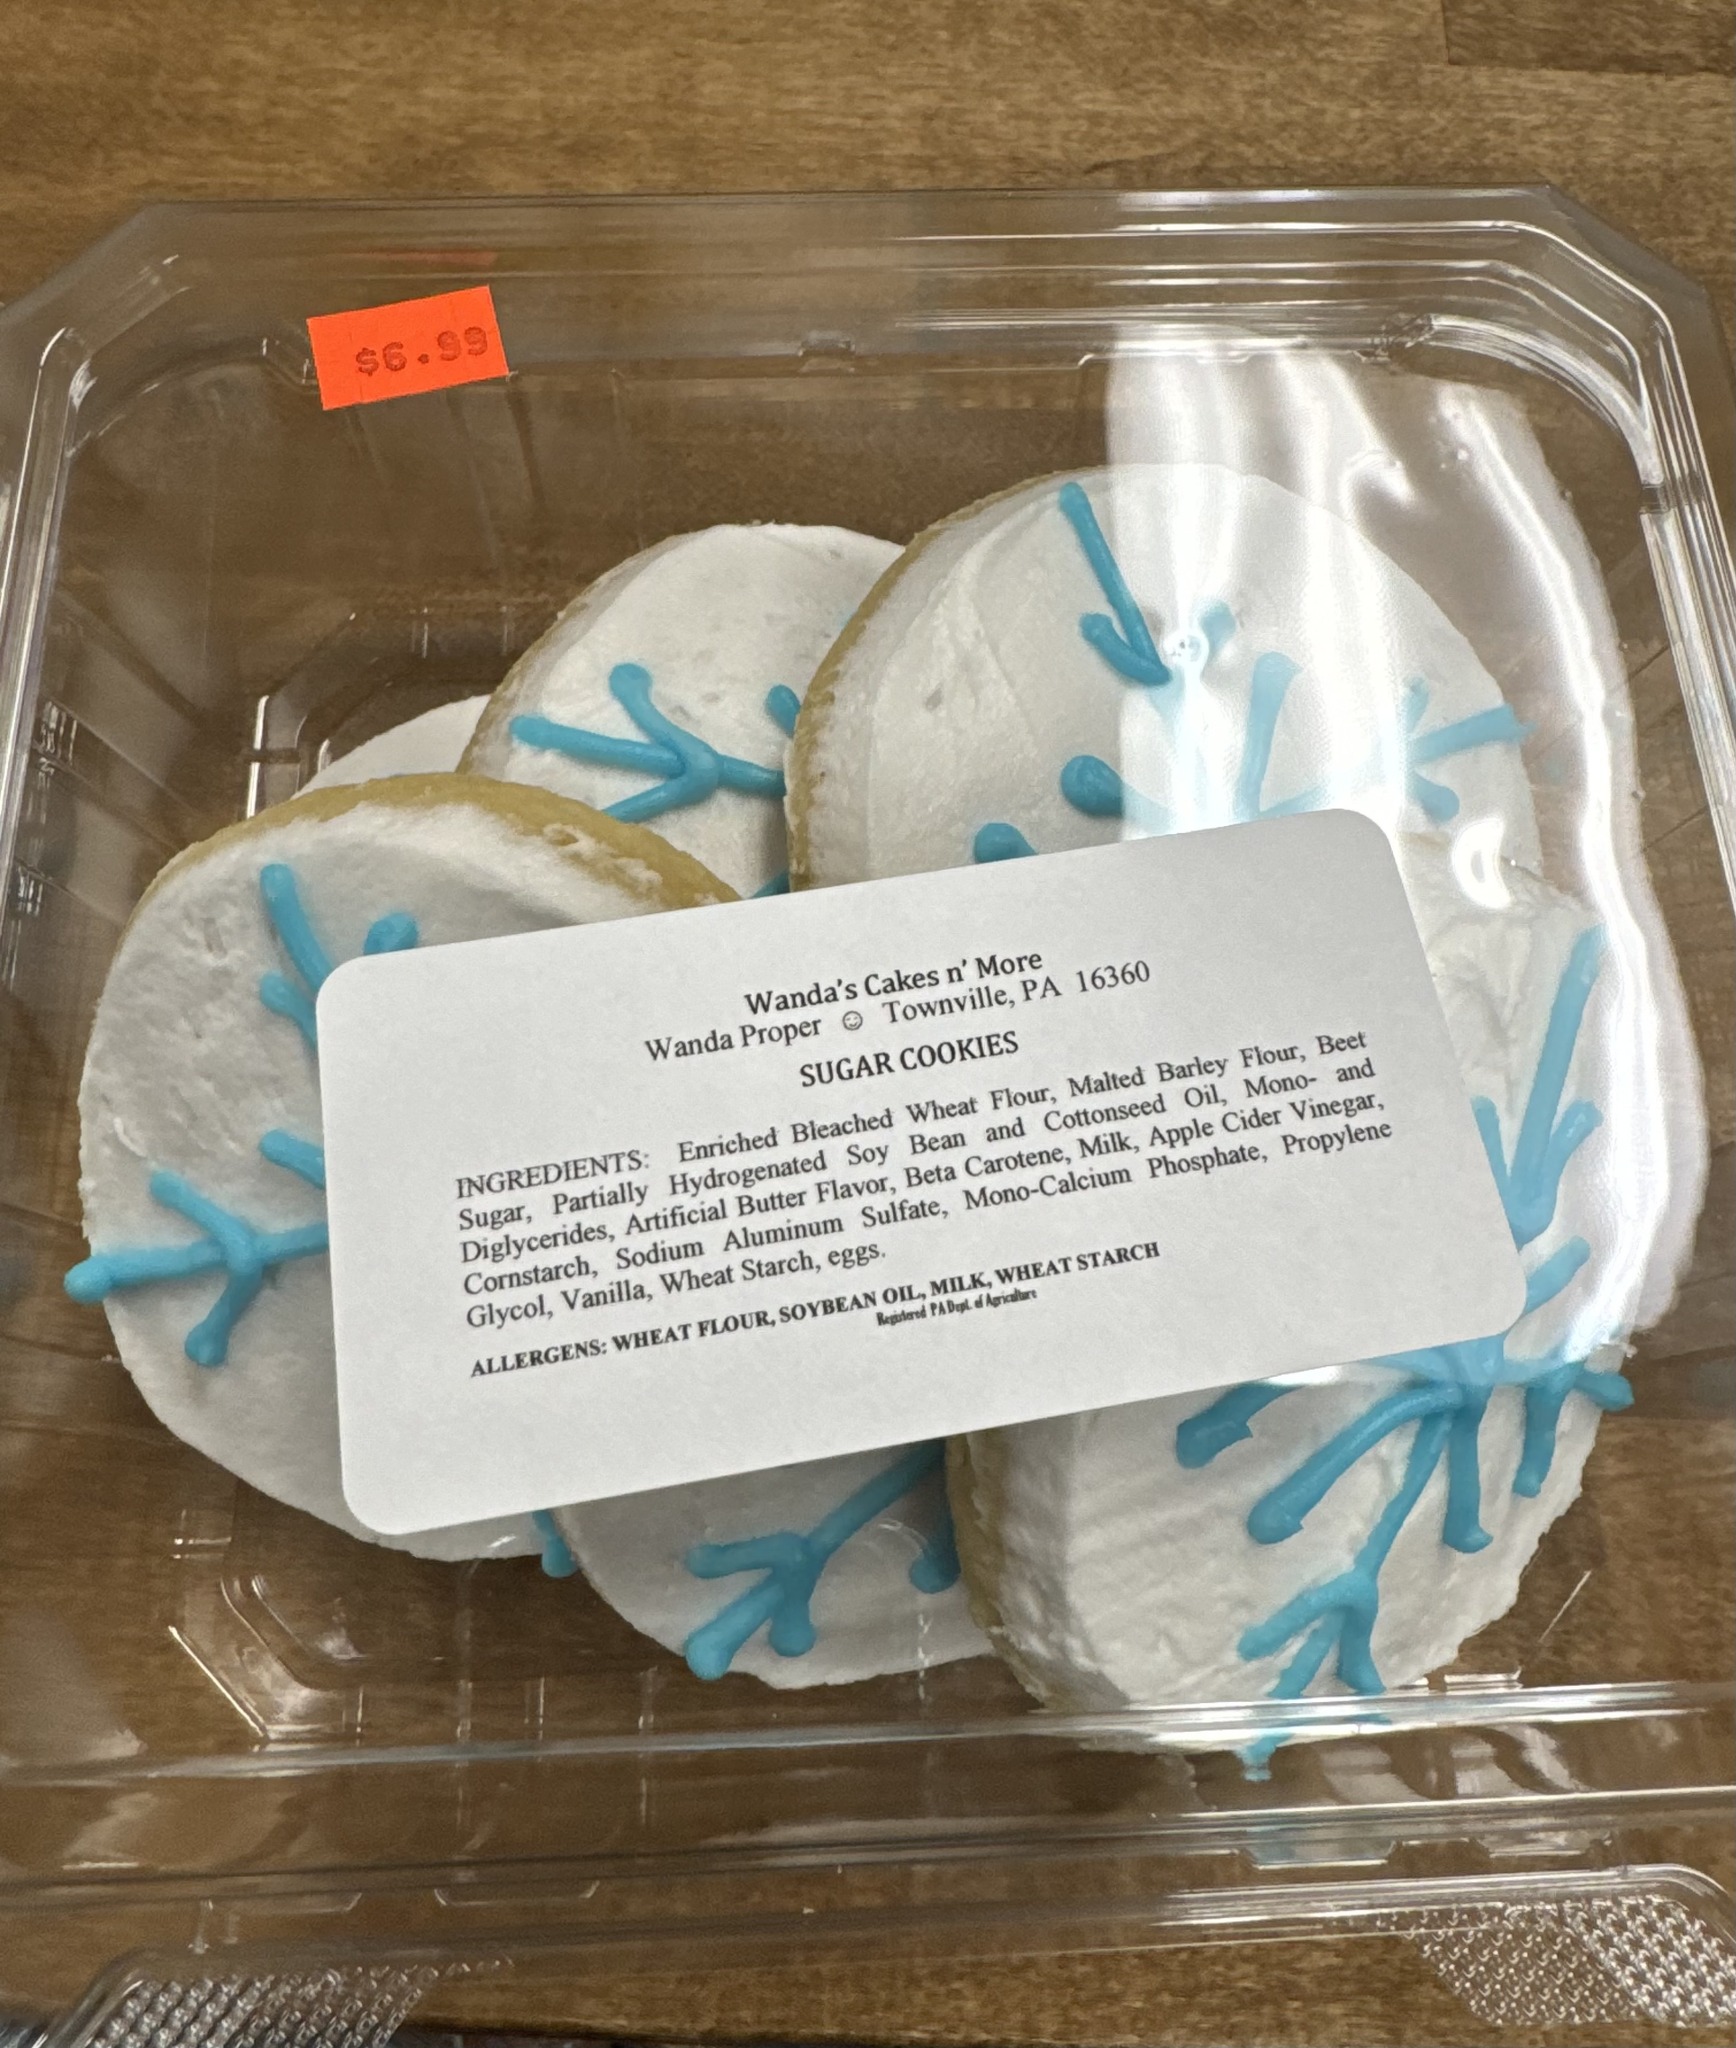 $6.99
Wanda's Cakes n' More
Wanda Proper ☺ Townville, PA 16360
SUGAR COOKIES
INGREDIENTS: Enriched Bleached Wheat Flour, Malted Barley Flour, Beet
Sugar, Partially Hydrogenated Soy Bean and Cottonseed Oil, Mono- and
Diglycerides, Artificial Butter Flavor, Beta Carotene, Milk, Apple Cider Vinegar,
Cornstarch, Sodium Aluminum Sulfate, Mono-Calcium Phosphate, Propylene
Glycol, Vanilla, Wheat Starch, eggs.
ALLERGENS: WHEAT FLOUR, SOYBEAN OIL, MILK, WHEAT STARCH
Registered PA Dept. of Agriculture